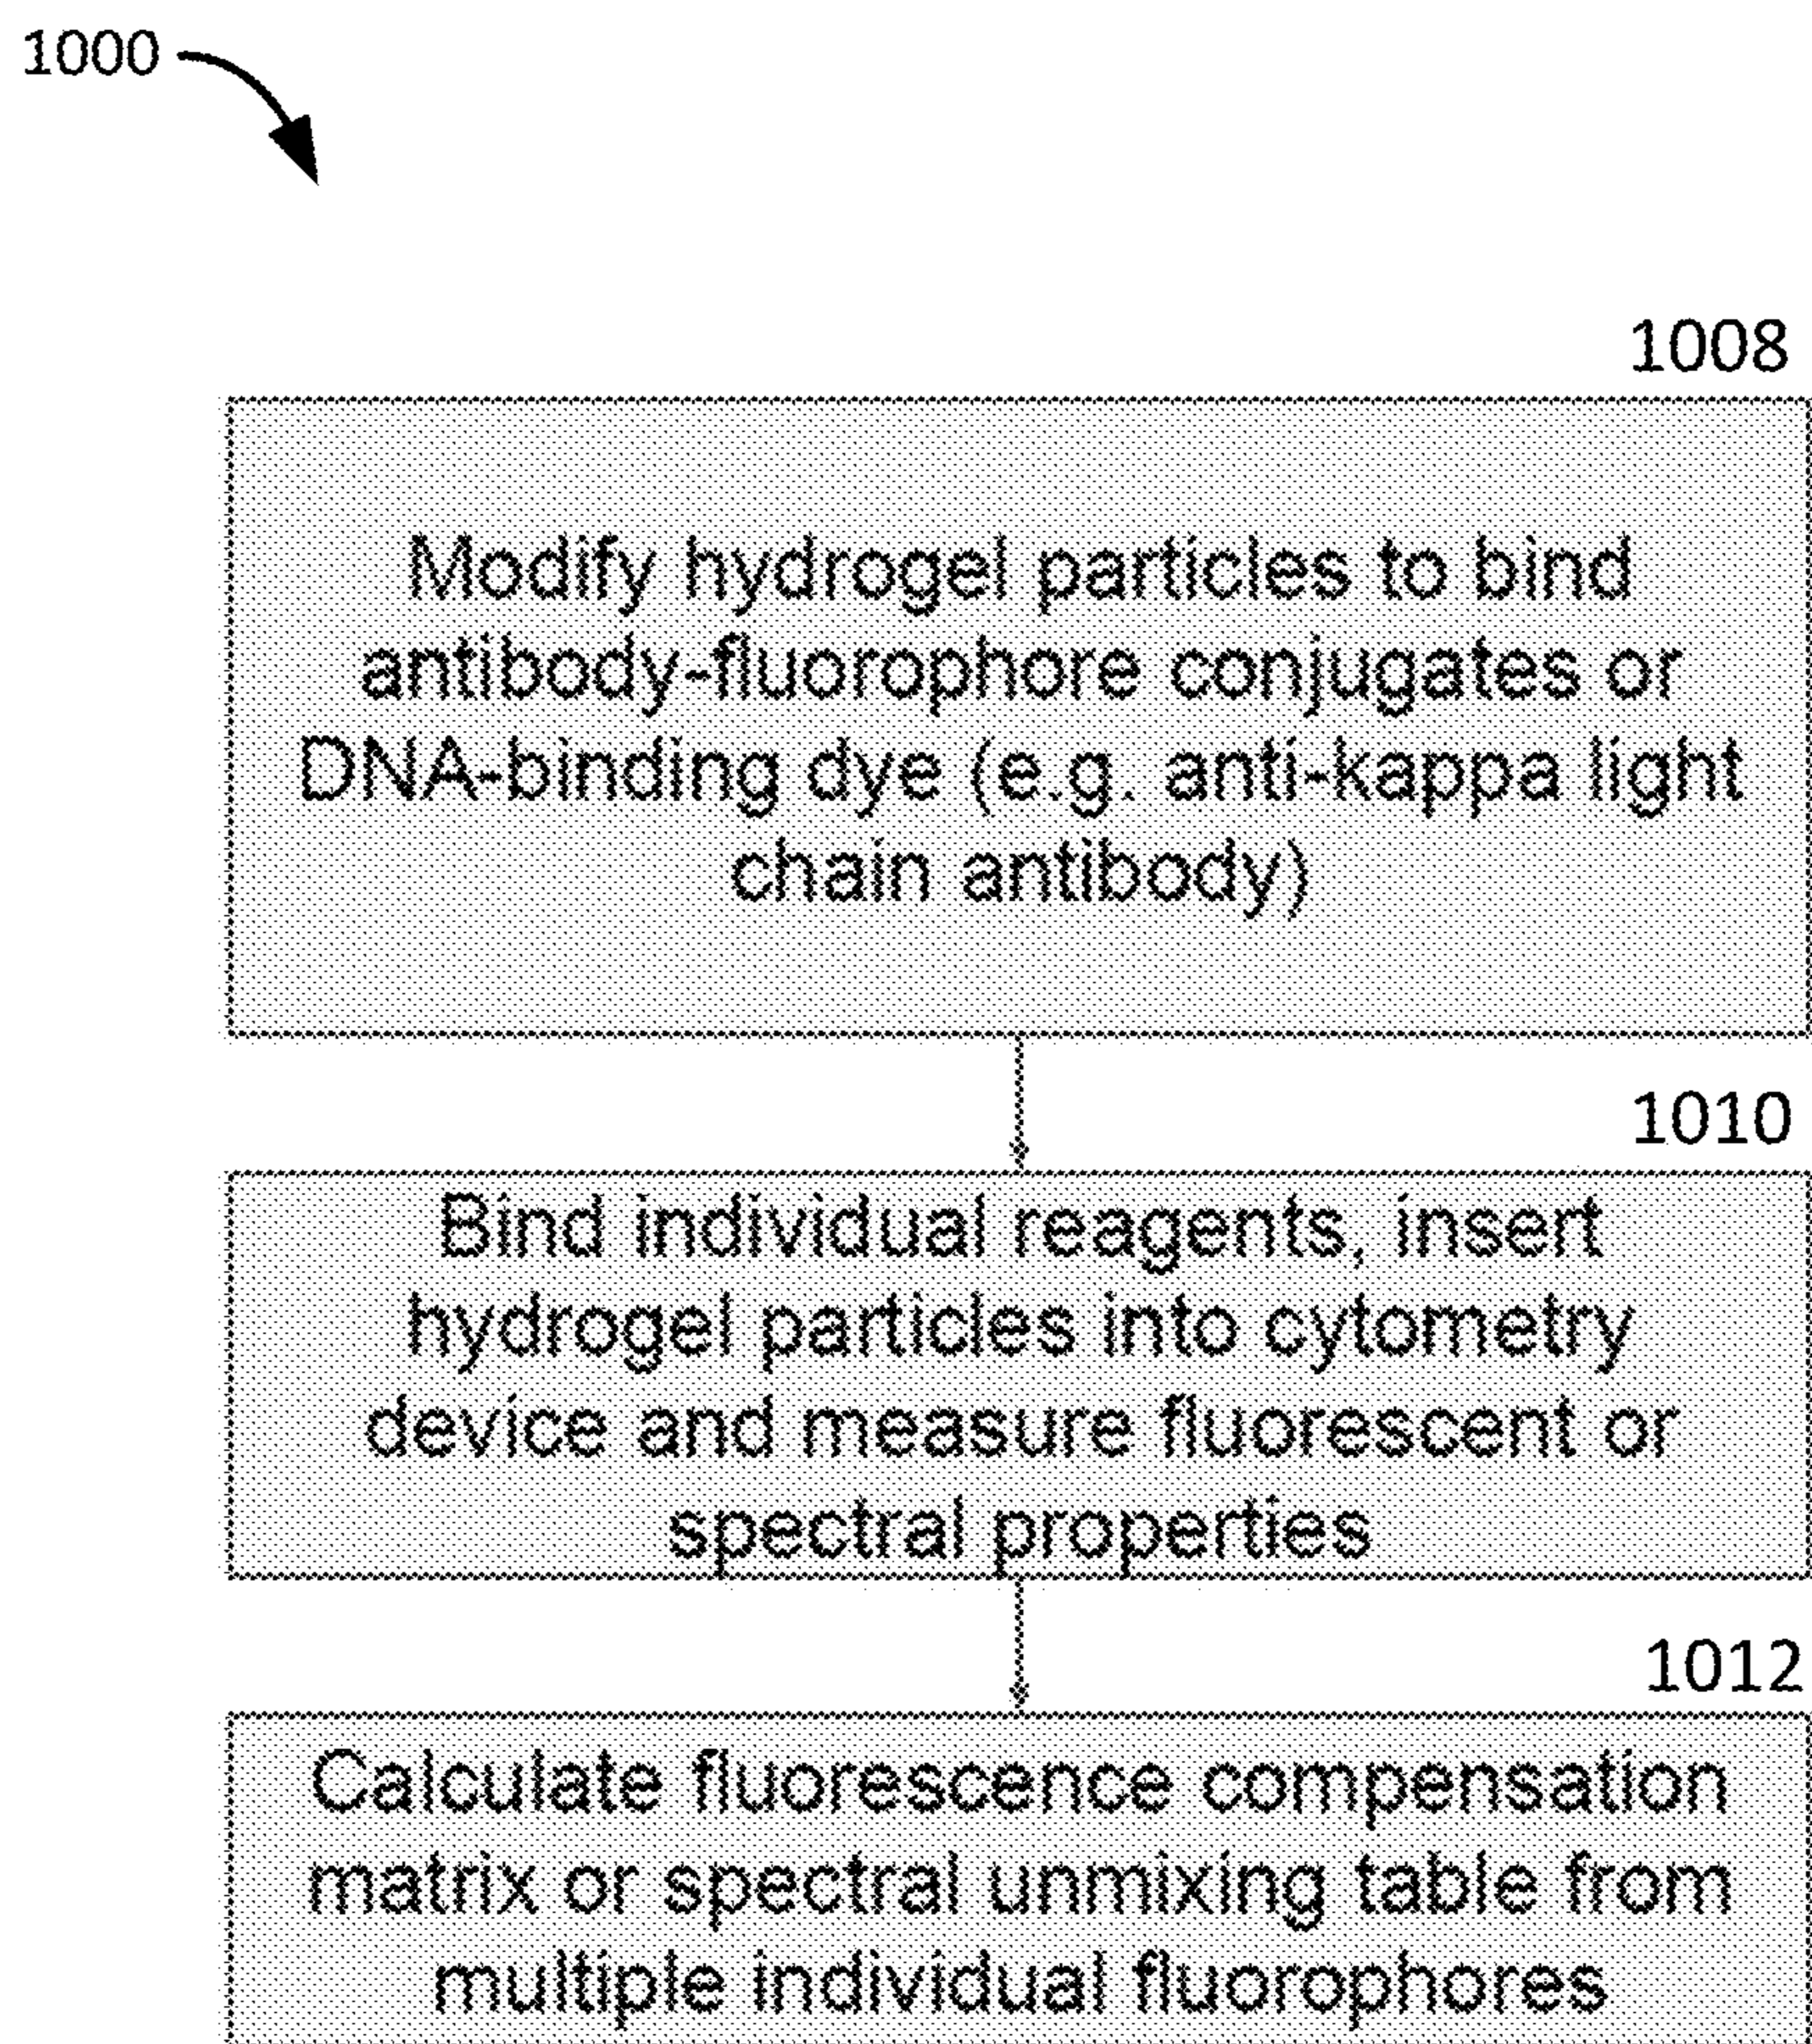 1000
1008
Modify hydrogel particles to bind
antibody-fluorophore conjugates or
DNA-binding dye (e.g. anti-kappa light
chain antibody)
1010
Bind individual reagents, insert
hydrogel particles into cytometry
device and measure fluorescent or
spectral properties
1012
Calculate fluorescence compensation
matrix or spectral unmixing table from
multiple individual fluorophores